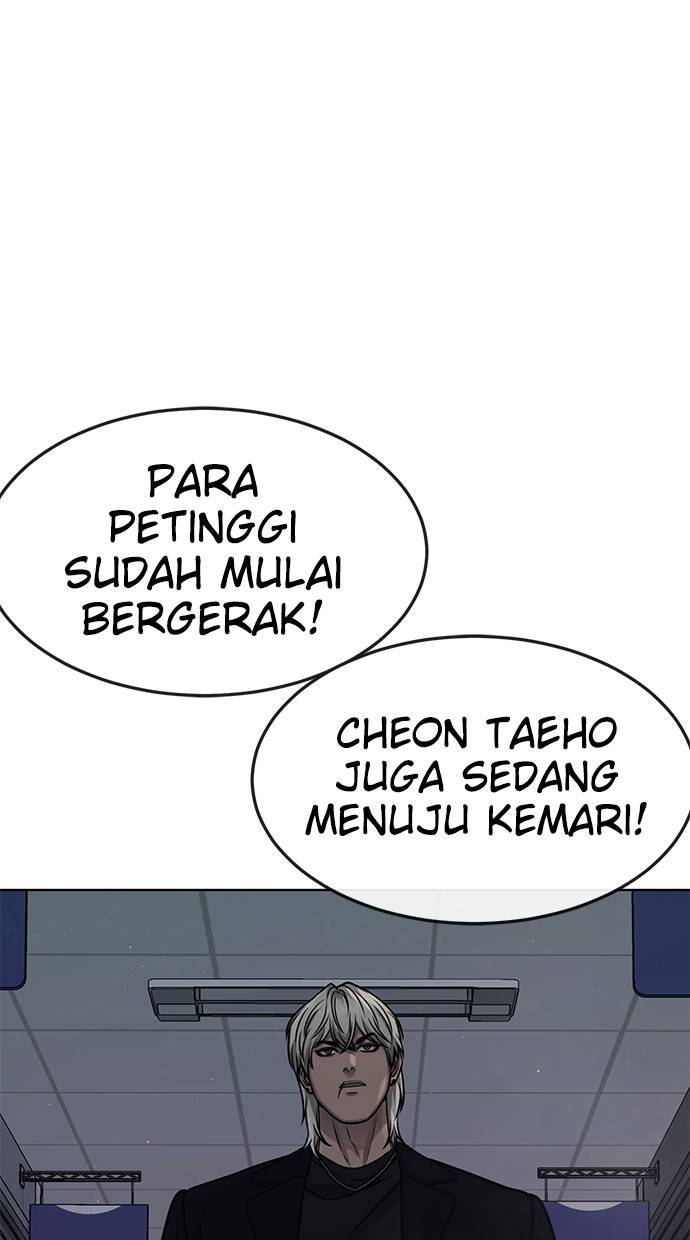 PARA
PETINGGI
SUDAH MULAI
BERGERAK!
CHEON TAEHO
JUGA SEDANG
MENUJU KEMARI!